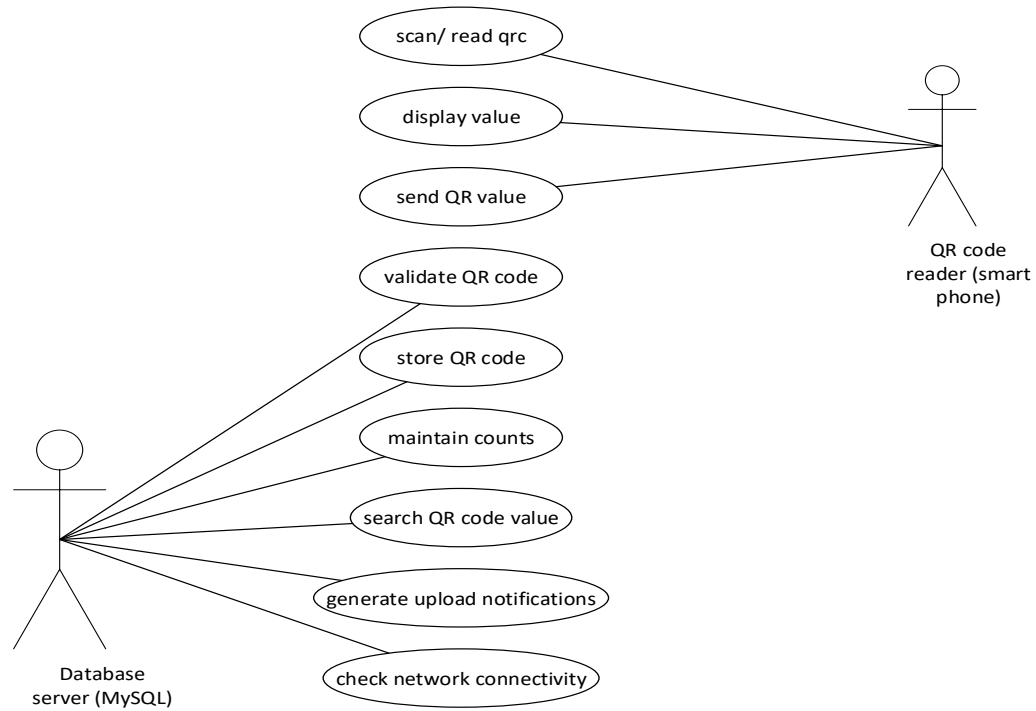 scan/ read qrc
display value
send QR value
QR code
reader (smart
phone)
validate QR code
store QR code
maintain counts
search QR code value
generate upload notifications
check network connectivity
Database
server (MySQL)